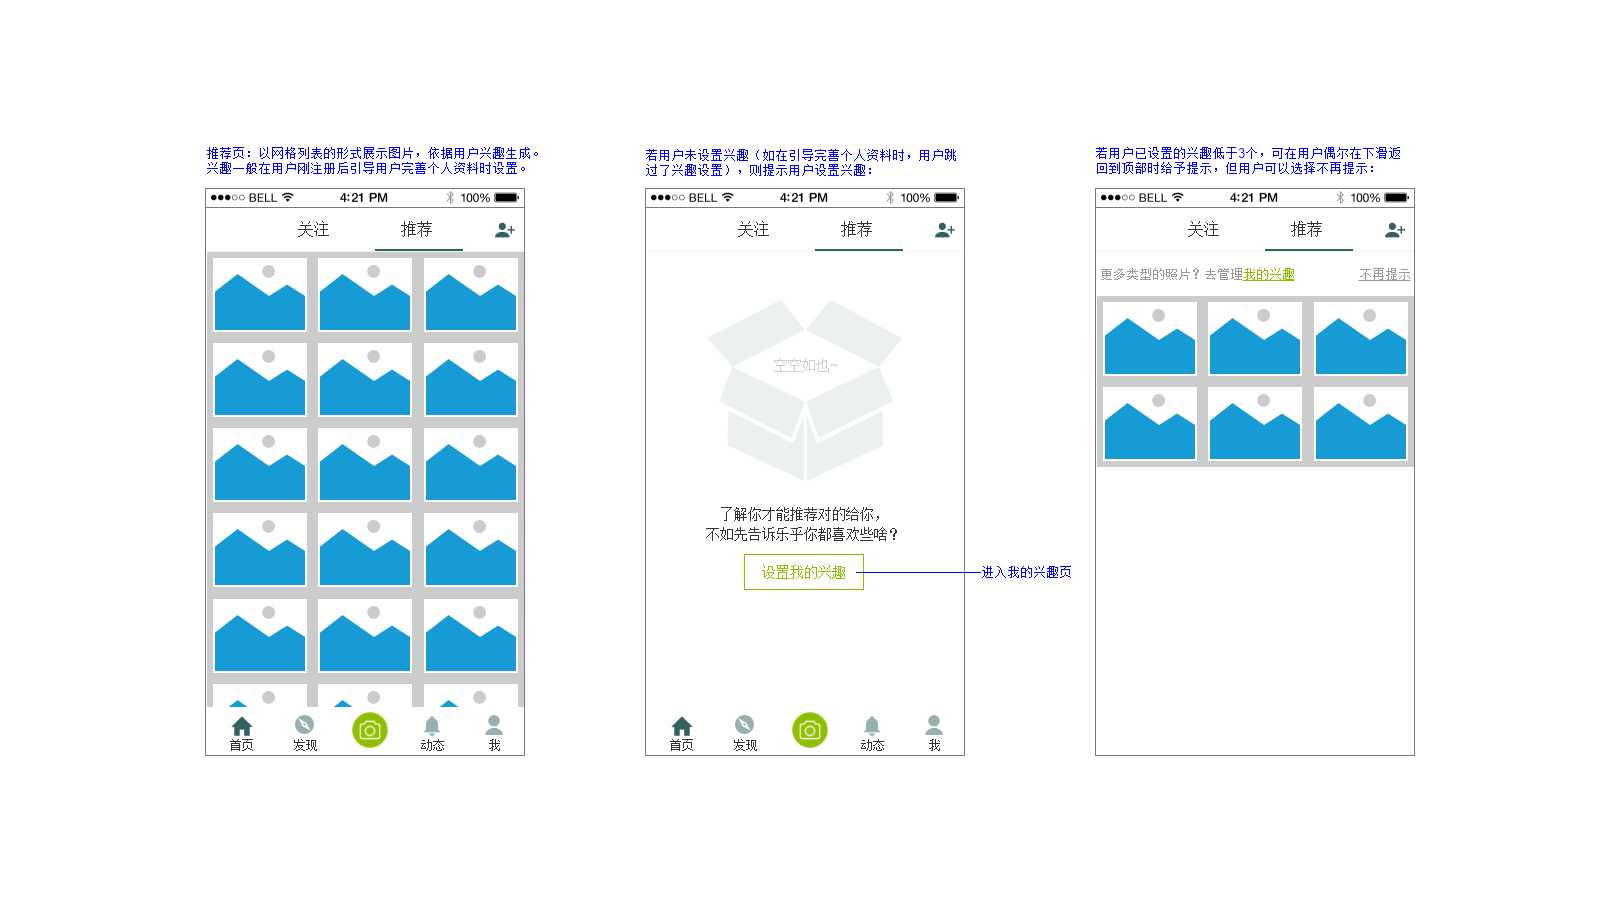 推荐页：以网格列表的形式展示图片，依据用户兴趣生成。
兴趣一般在用户刚注册后引导用户完善个人资料时设置。
BELL 4:21 PM 100%
关注 推荐
首页 发现 动态 我
若用户未设置兴趣（如在引导完善个人资料时，用户跳
过了兴趣设置），则提示用户设置兴趣：
BELL 4:21 PM 100%
关注 推荐
空空如也~
了解你才能推荐对的给你，
不如先告诉乐乎你都喜欢些啥？
设置我的兴趣
进入我的兴趣页
首页 发现 动态 我
若用户已设置的兴趣低于3个，可在用户偶尔在下滑返
回到顶部时给予提示，但用户可以选择不再提示：
BELL 4:21 PM 100%
关注 推荐
更多类型的照片？去管理我的兴趣 不再提示